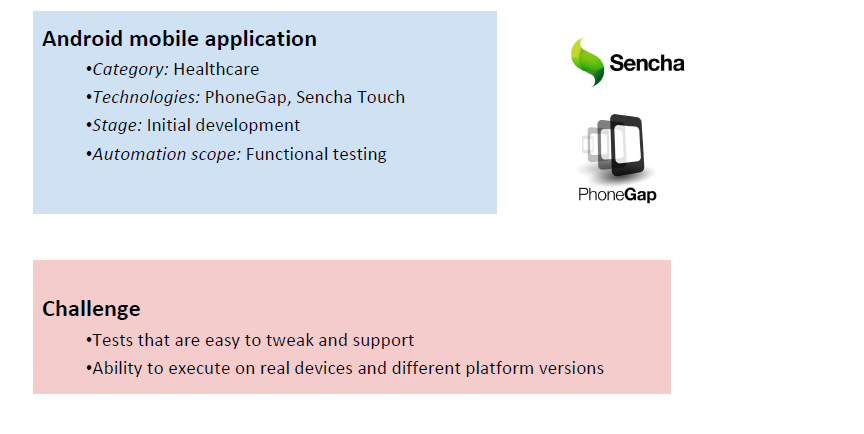 Android mobile application
•Category: Healthcare
•Technologies: PhoneGap, Sencha Touch
•Stage: Initial development
•Automation scope: Functional testing
Sencha
PhoneGap
Challenge
•Tests that are easy to tweak and support
•Ability to execute on real devices and different platform versions